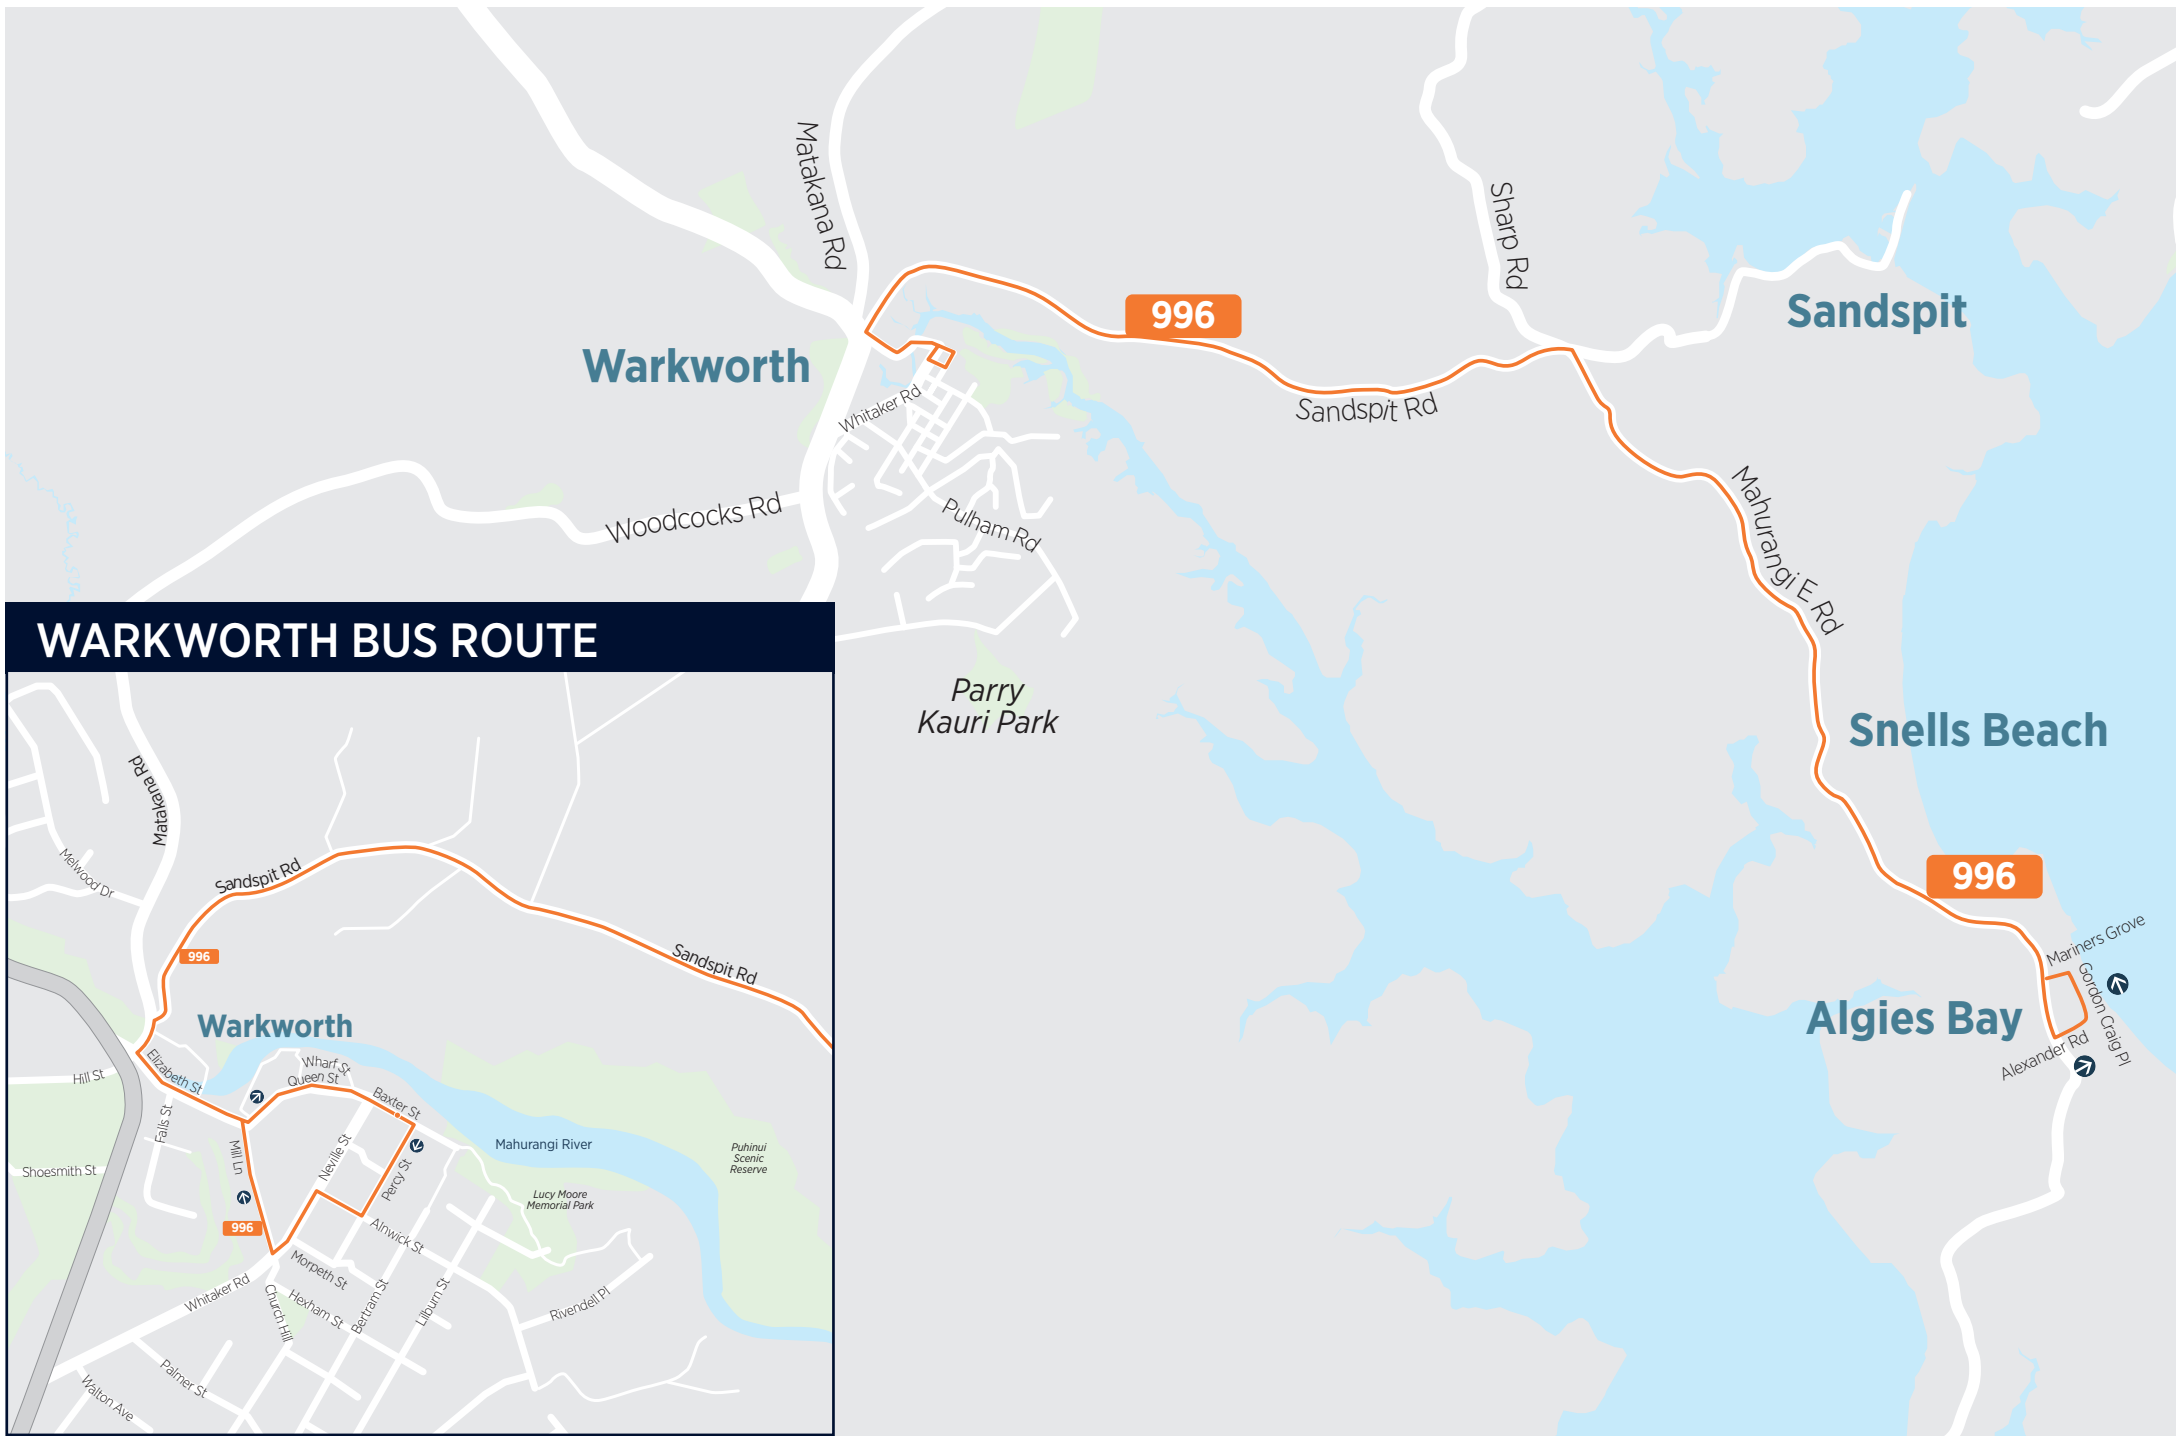 Matakana Rd
Sharp Rd
996
Sandspit
Warkworth
Whitaker Rd
Sandspit Rd
Woodcocks Rd
Pulham Rd
Mahurangi E Rd
Parry
Kauri Park
Snells Beach
996
Mariners Grove
Gordon Craig Pl
Algies Bay
Alexander Rd
WARKWORTH BUS ROUTE
Matakana Rd
Melwood Dr
Sandspit Rd
996
Sandspit Rd
Warkworth
Hill St
Elizabeth St
Wharf St
Queen St
Baxter St
Falls St
Mill Ln
Neville St
Percy St
Mahurangi River
Puhinui
Scenic
Reserve
Shoesmith St
Lucy Moore
Memorial Park
996
Alnwick St
Morpeth St
Whitaker Rd
Church Hill
Hexham St
Bertram St
Lilburn St
Rivendell Pl
Palmer St
Walton Ave